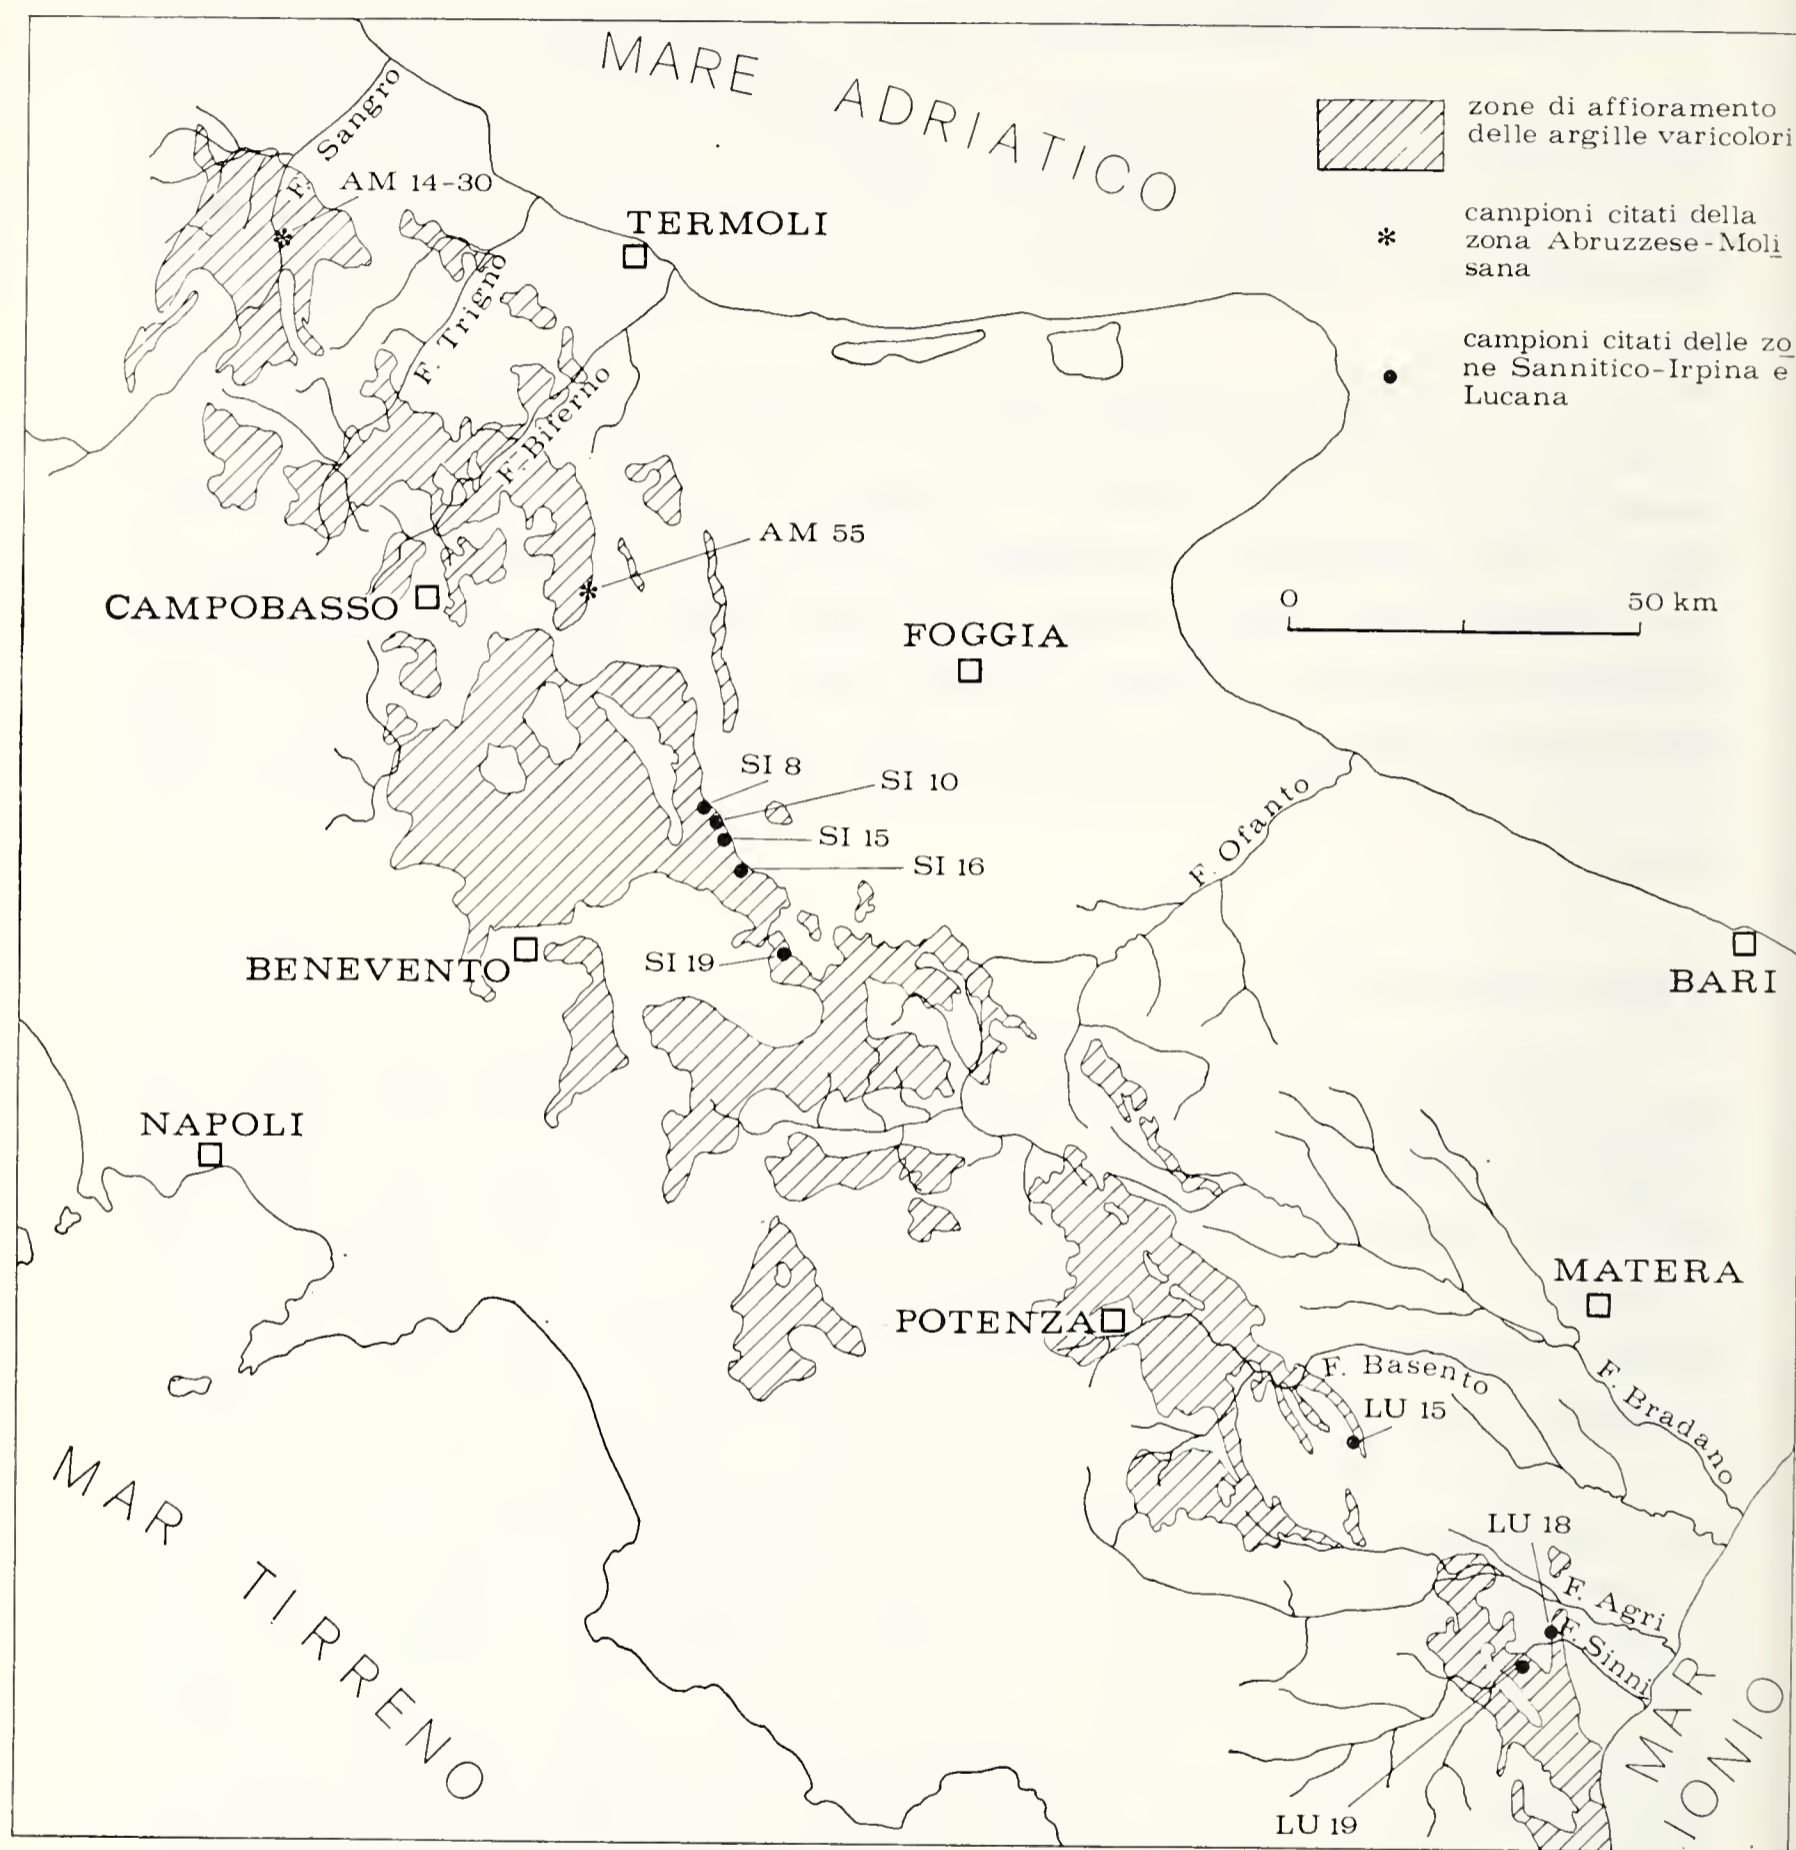 MARE ADRIATICO
zone di affioramento
delle argille varicolori
campioni citati della
zona Abruzzese-Moli
sana
campioni citati delle zo
ne Sannitico-Irpina e
Lucana
F. Sangro
AM 14-30
TERMOLI
F. Trigno
F. Biferno
AM 55
CAMPOBASSO
0 50 km
FOGGIA
SI 8
SI 10
SI 15
SI 16
F. Ofanto
BENEVENTO
SI 19
BARI
NAPOLI
MATERA
POTENZA
F. Basento
F. Bradano
LU 15
MAR TIRRENO
LU 18
F. Agri
F. Sinni
MAR
IONIO
LU 19